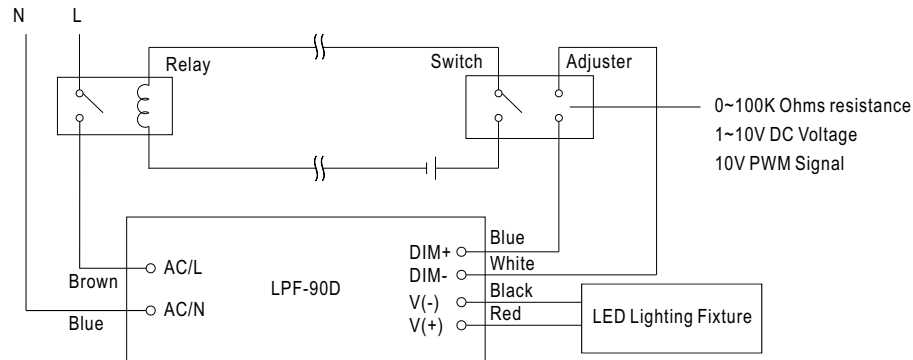 N L
Relay
Switch Adjuster
0~100K Ohms resistance
1~10V DC Voltage
10V PWM Signal
Brown
Blue
AC/L
AC/N
LPF-90D
DIM+
DIM-
V(-)
V(+)
Blue
White
Black
Red
LED Lighting Fixture